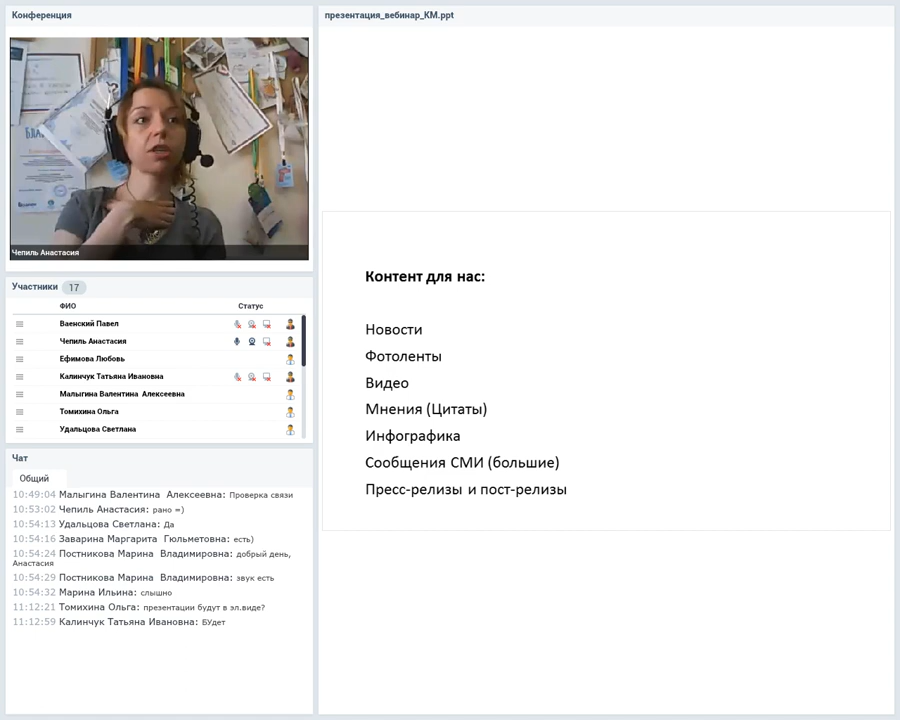 Конференция
БЛА
Чепиль Анастасия
Участники 17
ФИО Статус
Ваенский Павел
Чепиль Анастасия
Ефимова Любовь
Калинчук Татьяна Ивановна
Малыгина Валентина Алексеевна
Томихина Ольга
Удальцова Светлана
Чат
Общий
10:49:04 Малыгина Валентина Алексеевна: Проверка связи
10:53:02 Чепиль Анастасия: рано =)
10:54:13 Удальцова Светлана: Да
10:54:16 Заварина Маргарита Гюльметовна: есть)
10:54:24 Постникова Марина Владимировна: добрый день,
Анастасия
10:54:29 Постникова Марина Владимировна: звук есть
10:54:32 Марина Ильина: слышно
11:12:21 Томихина Ольга: презентации будут в эл.виде?
11:12:59 Калинчук Татьяна Ивановна: БУдет
презентация_вебинар_КМ.ppt
Контент для нас:
Новости
Фотоленты
Видео
Мнения (Цитаты)
Инфографика
Сообщения СМИ (большие)
Пресс-релизы и пост-релизы